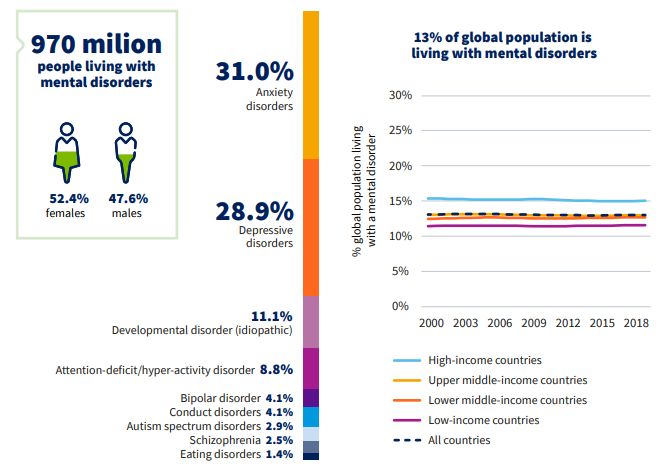 970 milion
people living with
mental disorders
52.4%
females
47.6%
males
31.0%
Anxiety
disorders
28.9%
Depressive
disorders
11.1%
Developmental disorder (idiopathic)
Attention-deficit/hyper-activity disorder 8.8%
Bipolar disorder 4.1%
Conduct disorders 4.1%
Autism spectrum disorders 2.9%
Schizophrenia 2.5%
Eating disorders 1.4%
13% of global population is
living with mental disorders
% global population living
with a mental disorder
30%
25%
20%
15%
10%
5%
0%
2000 2003 2006 2009 2012 2015 2018
High-income countries
Upper middle-income countries
Lower middle-income countries
Low-income countries
All countries